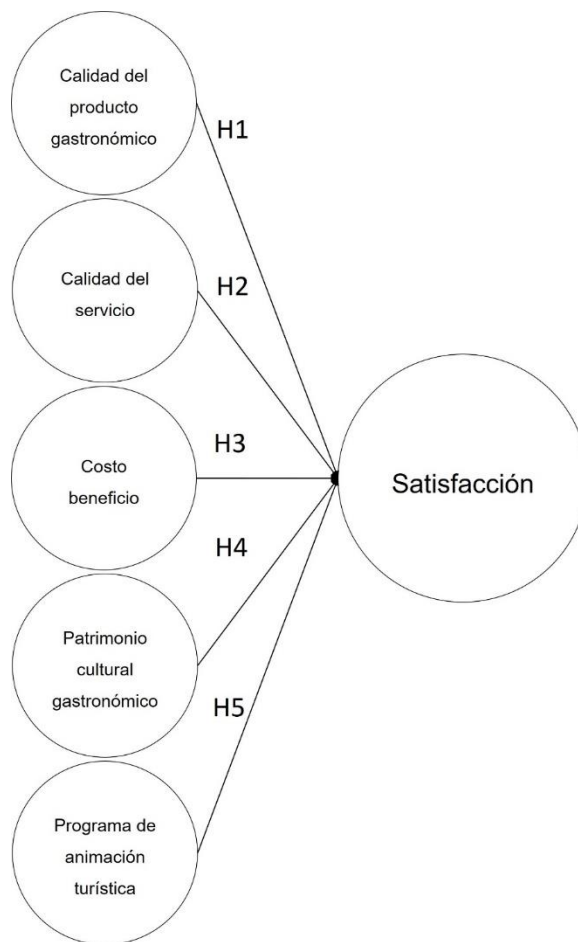 Calidad del
producto
gastronómico
H1
Calidad del
servicio
H2
Costo
beneficio
H3
Satisfacción
H4
Patrimonio
cultural
gastronómico
H5
Programa de
animación
turística